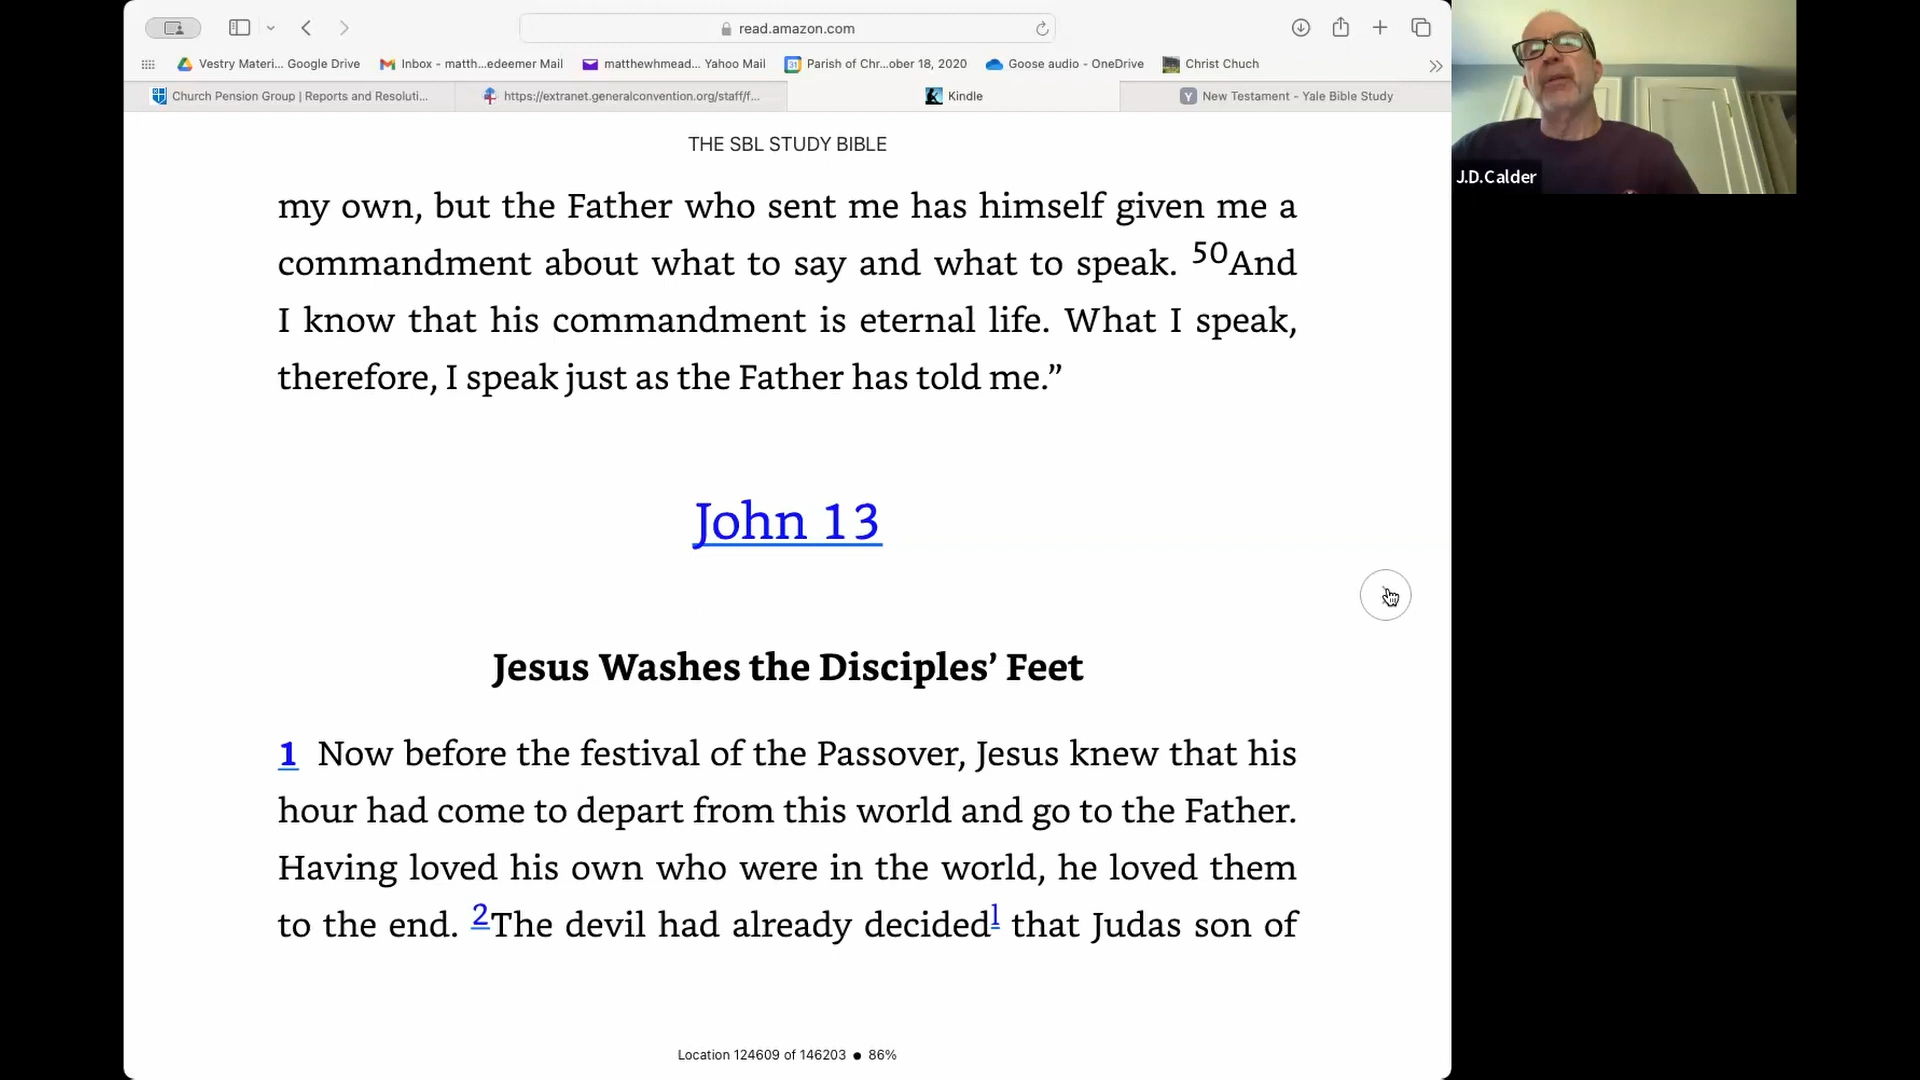 read.amazon.com
Vestry Materi... Google Drive
Inbox - matth...edeemer Mail
matthewhmead... Yahoo Mail
31
Parish of Chr...ober 18, 2020
Goose audio - OneDrive
Christ Chuch
Church Pension Group | Reports and Resoluti...
https://extranet.generalconvention.org/staff/f...
Kindle
Y
New Testament - Yale Bible Study
J.D.Calder
THE SBL STUDY BIBLE
my own, but the Father who sent me has himself given me a
commandment about what to say and what to speak. 50And
I know that his commandment is eternal life. What I speak,
therefore, I speak just as the Father has told me.”
John 13
Jesus Washes the Disciples’ Feet
1 Now before the festival of the Passover, Jesus knew that his
hour had come to depart from this world and go to the Father.
Having loved his own who were in the world, he loved them
to the end. 2The devil had already decidedl that Judas son of
Location 124609 of 146203 ● 86%